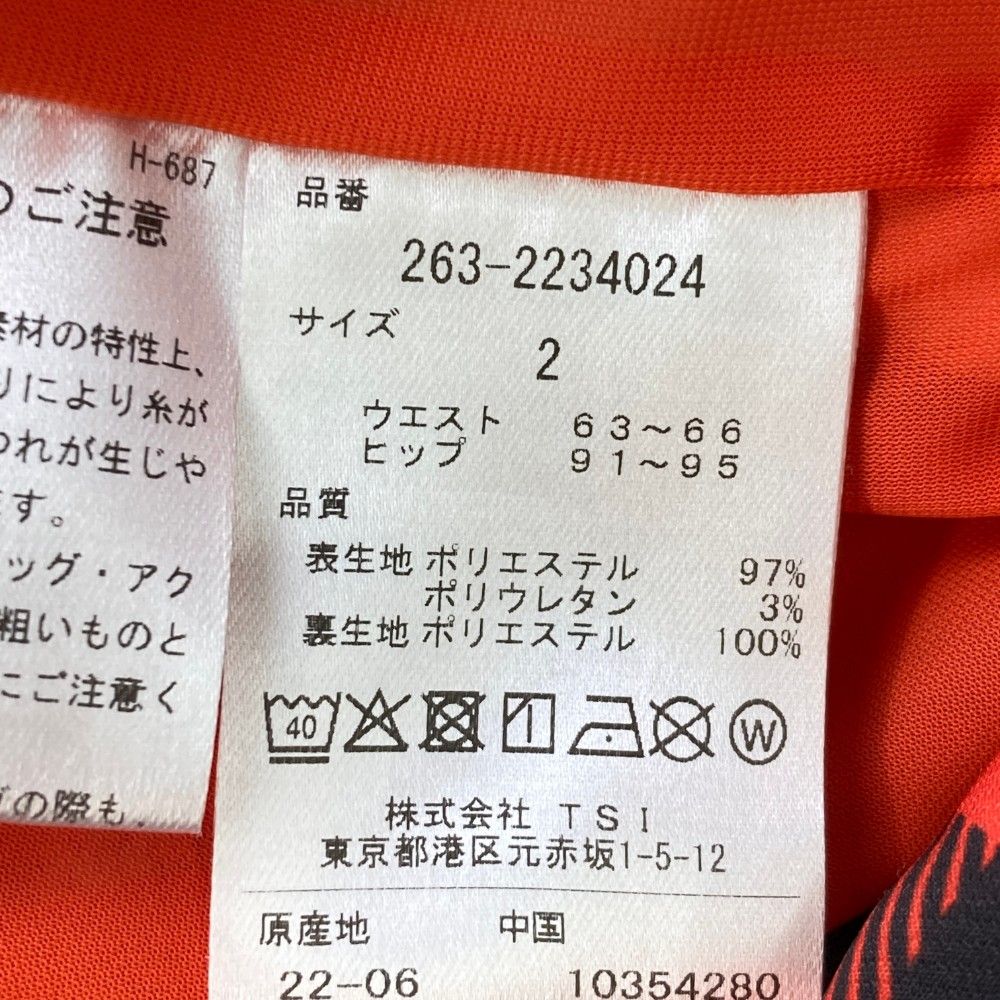 H-687
のご注意
素材の特性上、
りにより糸が
われが生じや
ます。
ッグ・アク
粗いものと
にご注意く
の際も、
品番
263-2234024
サイズ
2
ウエスト 63～66
ヒップ 91～95
品質
表生地 ポリエステル 97%
ポリウレタン 3%
裏生地 ポリエステル 100%
40
W
株式会社 TSI
東京都港区元赤坂1-5-12
原産地 中国
22-06 10354280